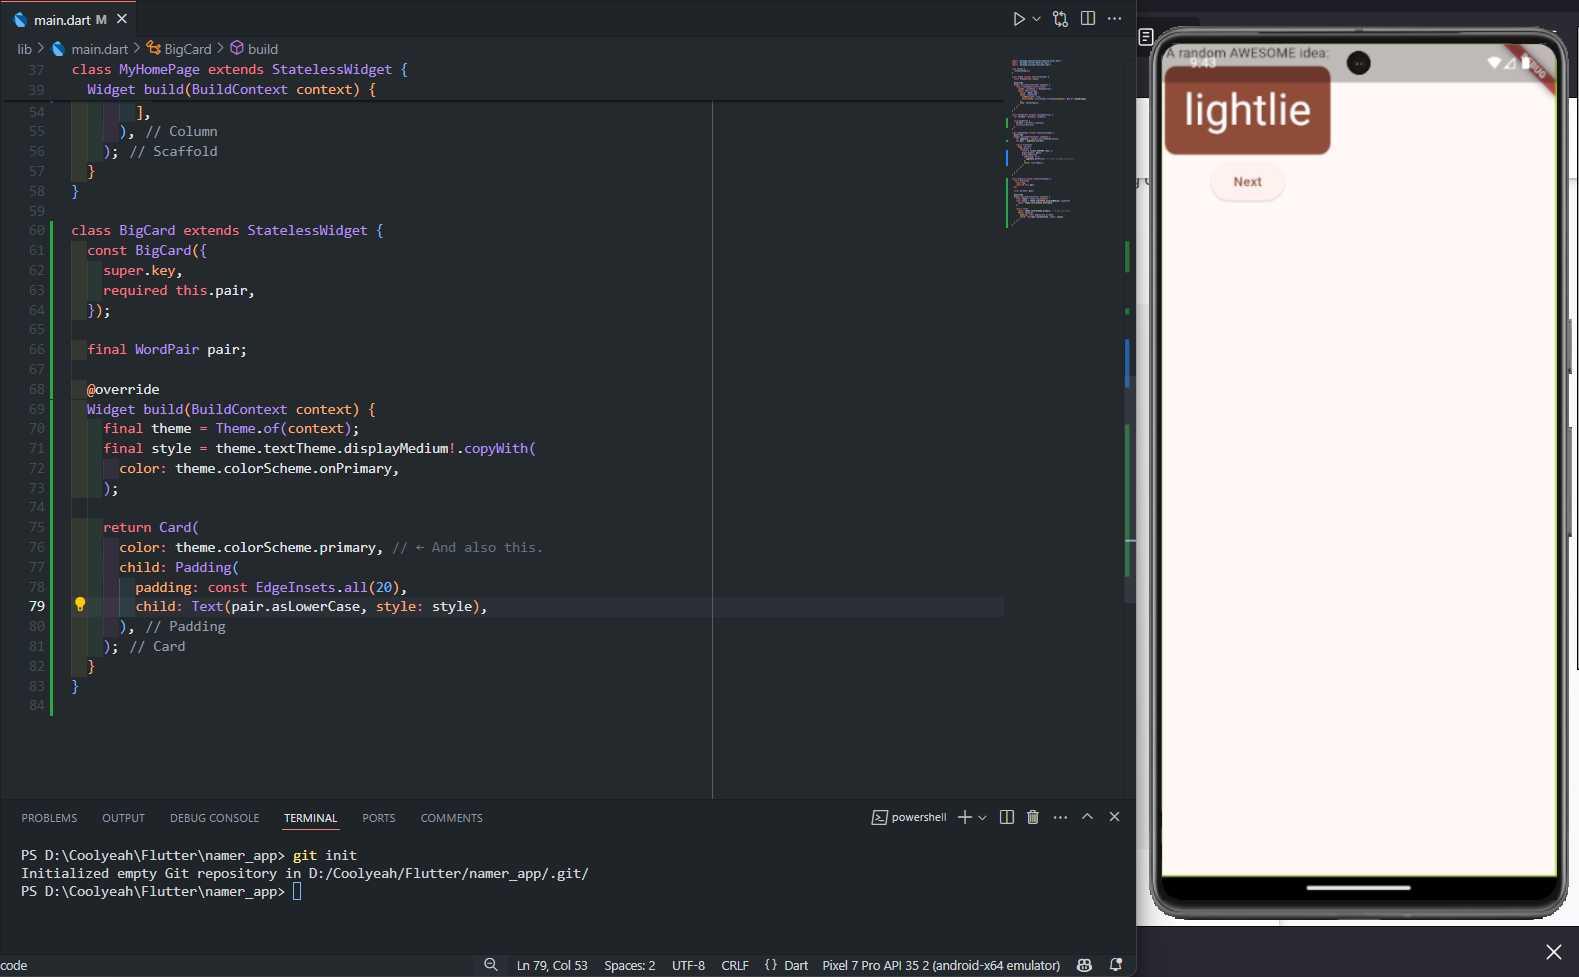 main.dart M
lib > main.dart > BigCard > build
37 class MyHomePage extends StatelessWidget {
39 Widget build(BuildContext context) {
54 ],
55 ), // Column
56 ); // Scaffold
57 }
58 }
59
60 class BigCard extends StatelessWidget {
61 const BigCard({
62 super.key,
63 required this.pair,
64 });
65
66 final WordPair pair;
67
68 @override
69 Widget build(BuildContext context) {
70 final theme = Theme.of(context);
71 final style = theme.textTheme.displayMedium!.copyWith(
72 color: theme.colorScheme.onPrimary,
73 );
74
75 return Card(
76 color: theme.colorScheme.primary, // ← And also this.
77 child: Padding(
78 padding: const EdgeInsets.all(20),
79 child: Text(pair.asLowerCase, style: style),
80 ), // Padding
81 ); // Card
82 }
83 }
84
PROBLEMS OUTPUT DEBUG CONSOLE TERMINAL PORTS COMMENTS powershell
PS D:\Coolyeah\Flutter\namer_app> git init
Initialized empty Git repository in D:/Coolyeah/Flutter/namer_app/.git/
PS D:\Coolyeah\Flutter\namer_app>
code Ln 79, Col 53 Spaces: 2 UTF-8 CRLF {} Dart Pixel 7 Pro API 35 2 (android-x64 emulator)
A random AWESOME idea:
9:43
DEBUG
lightlie
Next